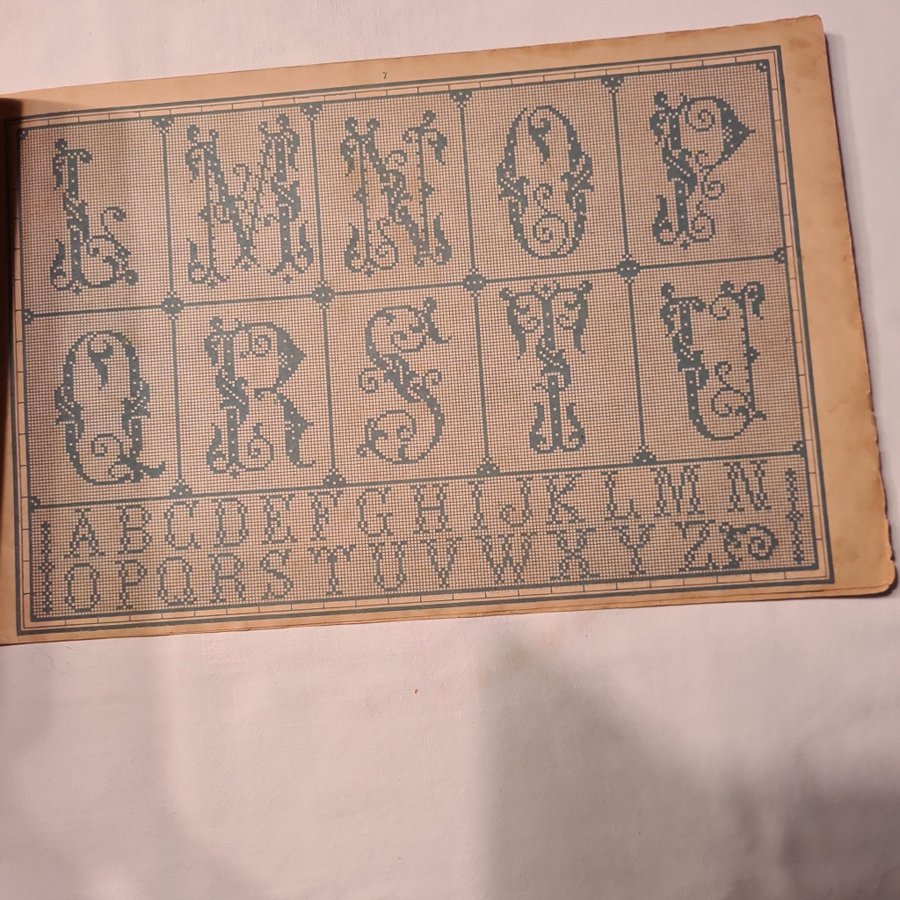 7
L M N O P
Q R S T U
A B C D E F G H I J K L M N
O P Q R S T U V W X Y Z